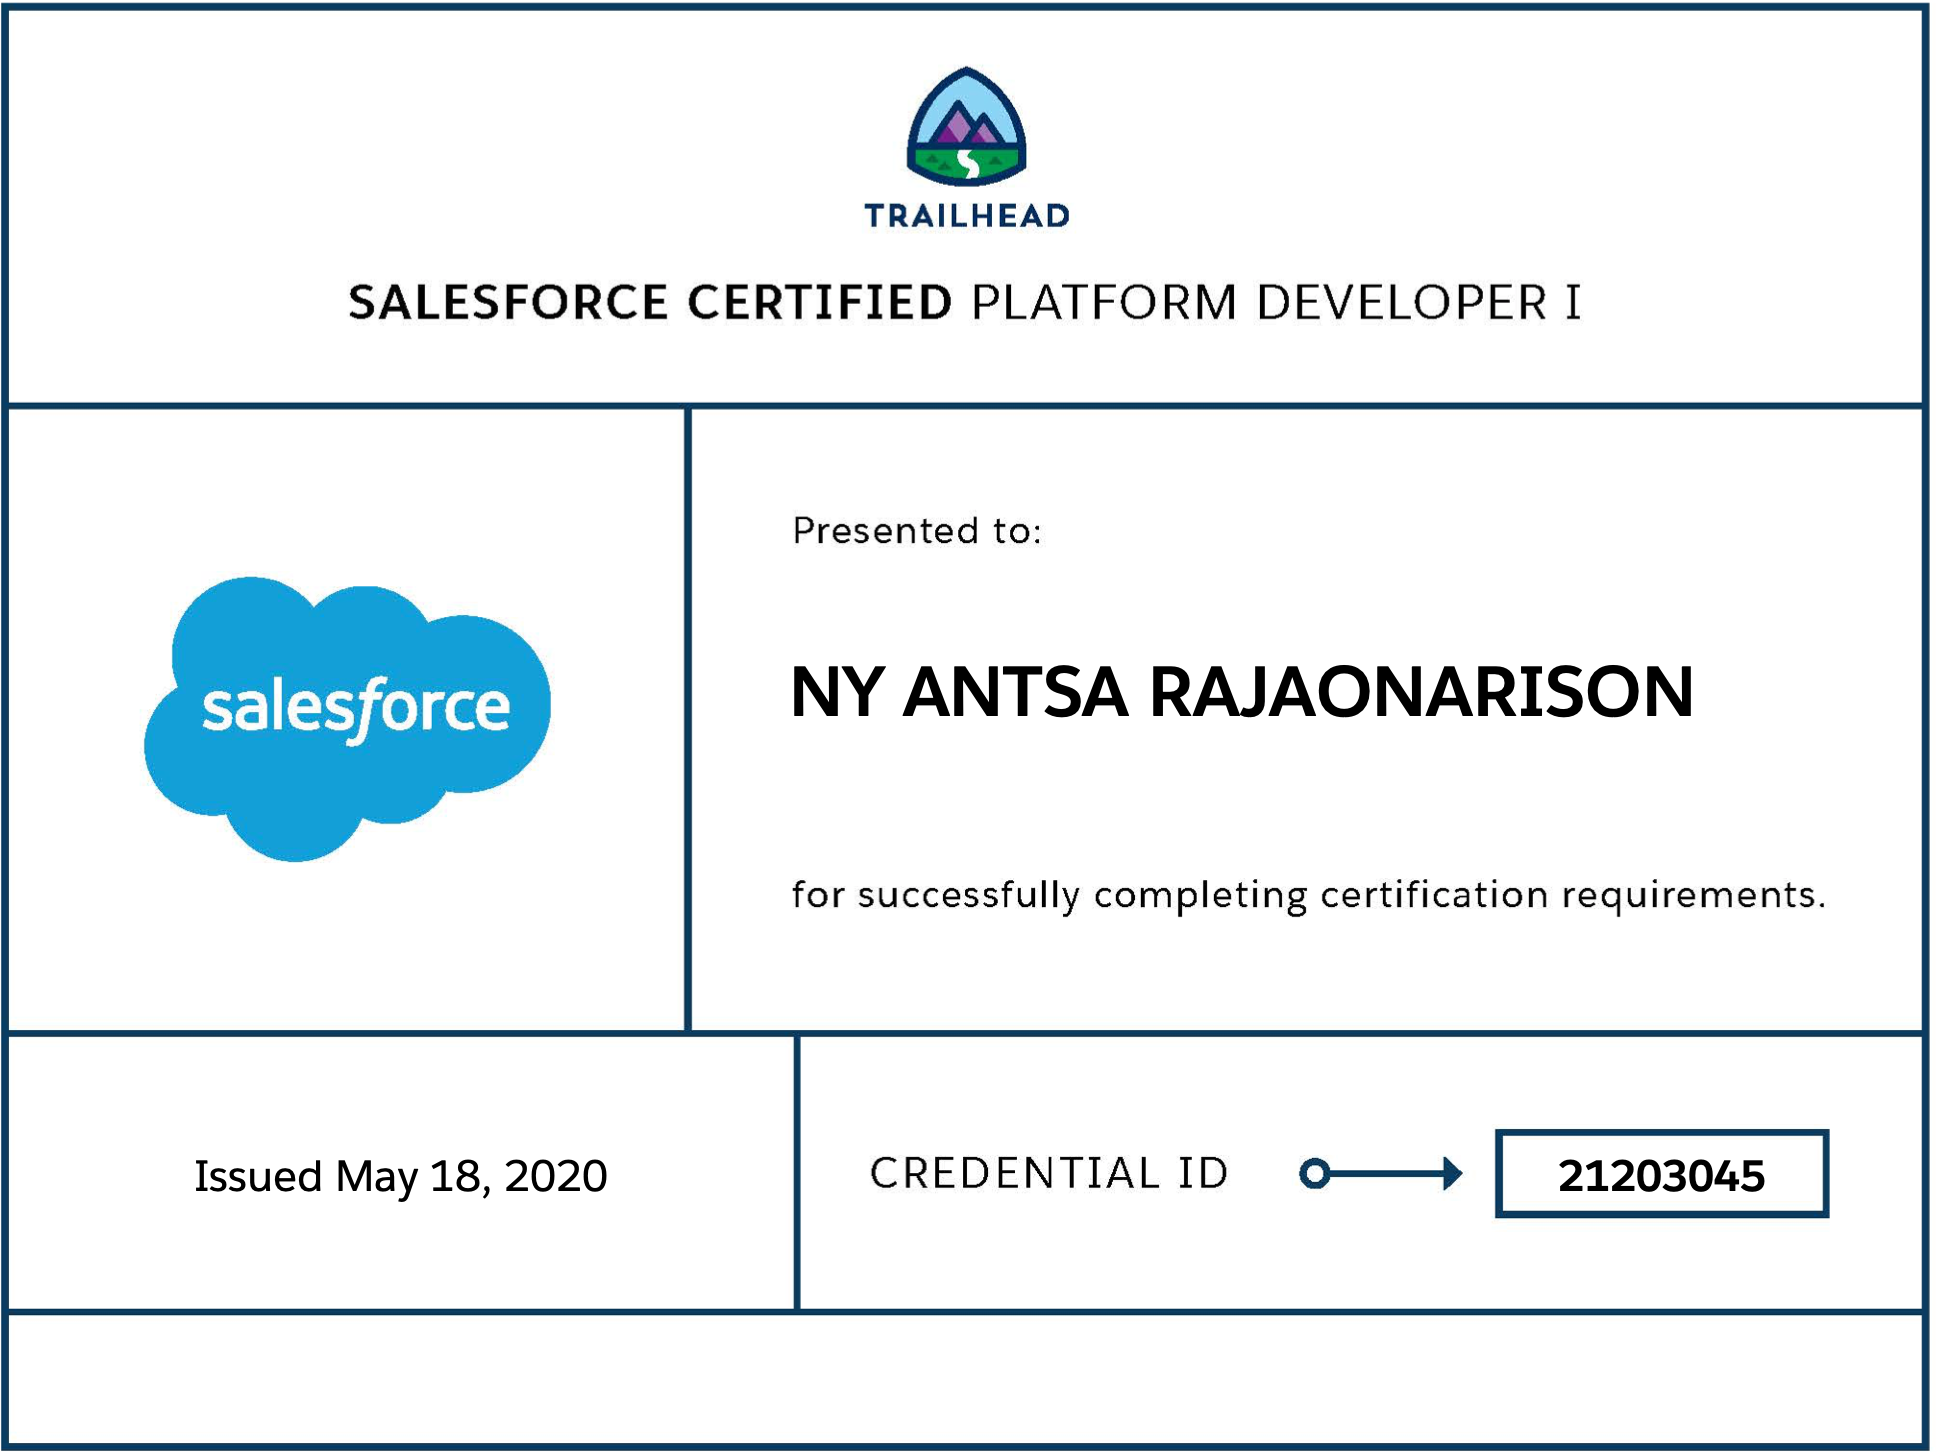 TRAILHEAD
SALESFORCE CERTIFIED PLATFORM DEVELOPER I
salesforce
Presented to:
NY ANTSA RAJAONARISON
for successfully completing certification requirements.
Issued May 18, 2020
CREDENTIAL ID
21203045